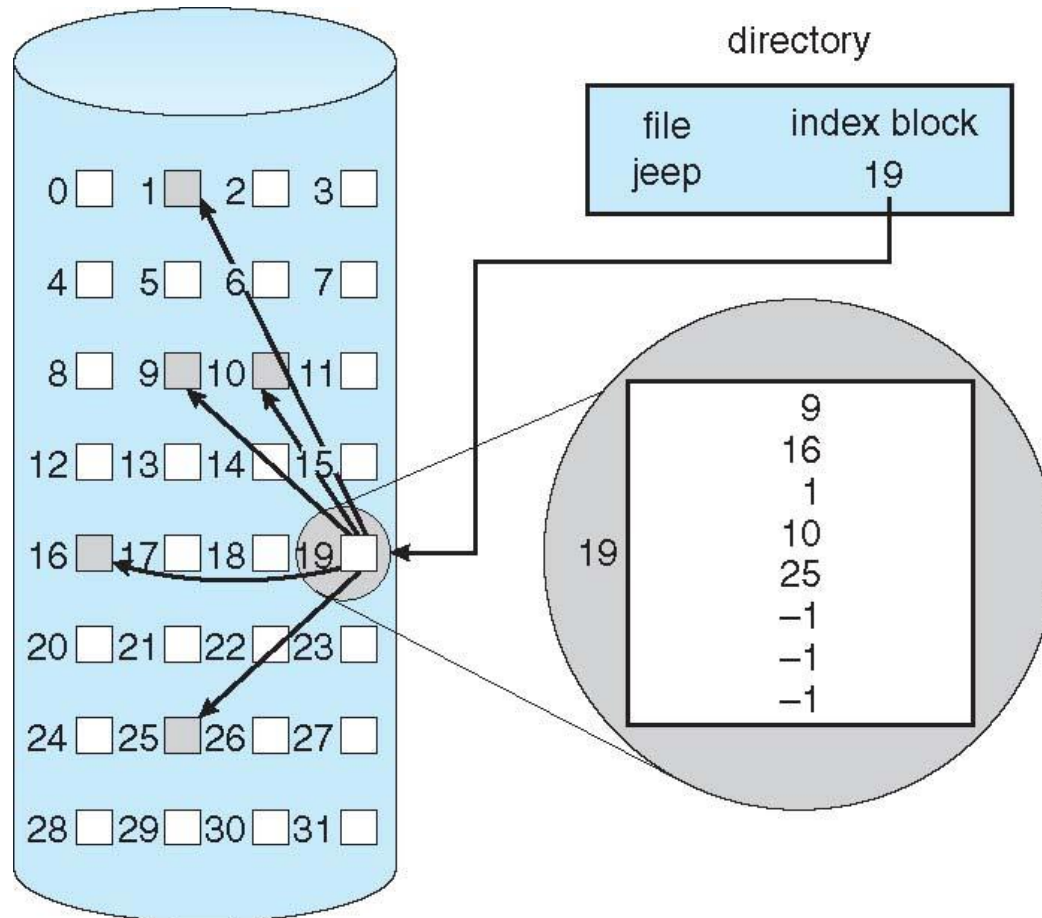 directory
file index block
jeep 19
0 1 2 3
4 5 6 7
8 9 10 11
12 13 14 15
16 17 18 19
20 21 22 23
24 25 26 27
28 29 30 31
19
9
16
1
10
25
–1
–1
–1